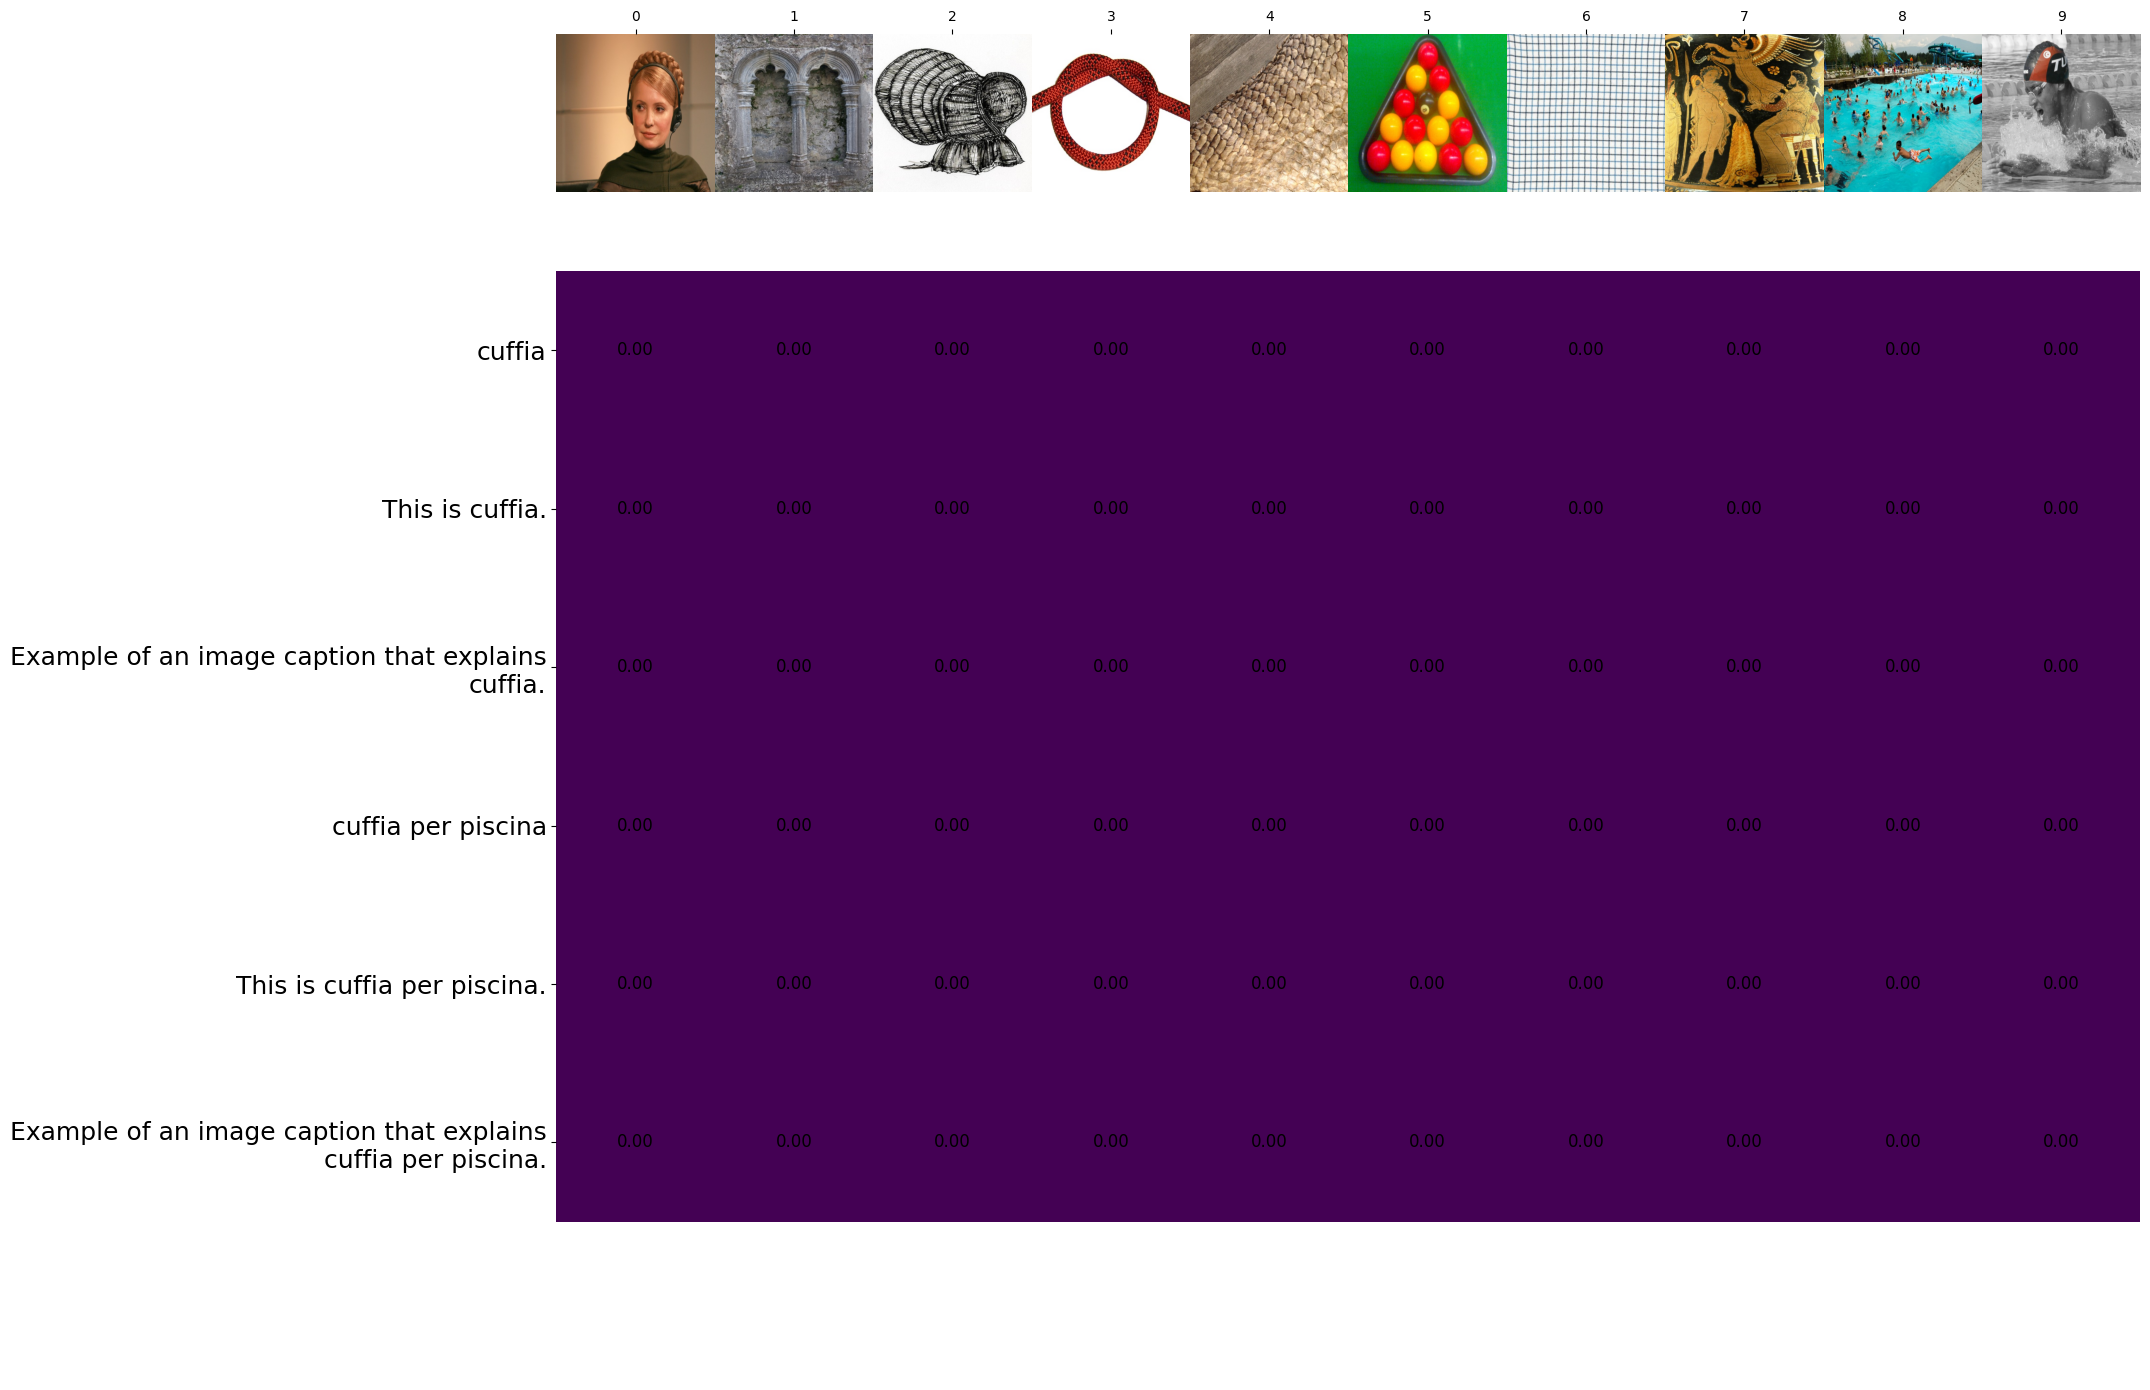 0 1 2 3 4 5 6 7 8 9
TU
cuffia 0.00 0.00 0.00 0.00 0.00 0.00 0.00 0.00 0.00 0.00
This is cuffia. 0.00 0.00 0.00 0.00 0.00 0.00 0.00 0.00 0.00 0.00
Example of an image caption that explains
cuffia. 0.00 0.00 0.00 0.00 0.00 0.00 0.00 0.00 0.00 0.00
cuffia per piscina 0.00 0.00 0.00 0.00 0.00 0.00 0.00 0.00 0.00 0.00
This is cuffia per piscina. 0.00 0.00 0.00 0.00 0.00 0.00 0.00 0.00 0.00 0.00
Example of an image caption that explains
cuffia per piscina. 0.00 0.00 0.00 0.00 0.00 0.00 0.00 0.00 0.00 0.00